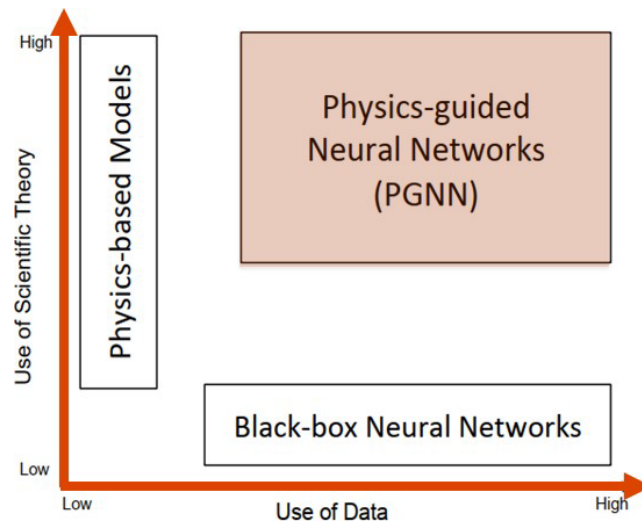 High
Use of Scientific Theory
Physics-based Models
Physics-guided
Neural Networks
(PGNN)
Black-box Neural Networks
Low
Low
Use of Data
High